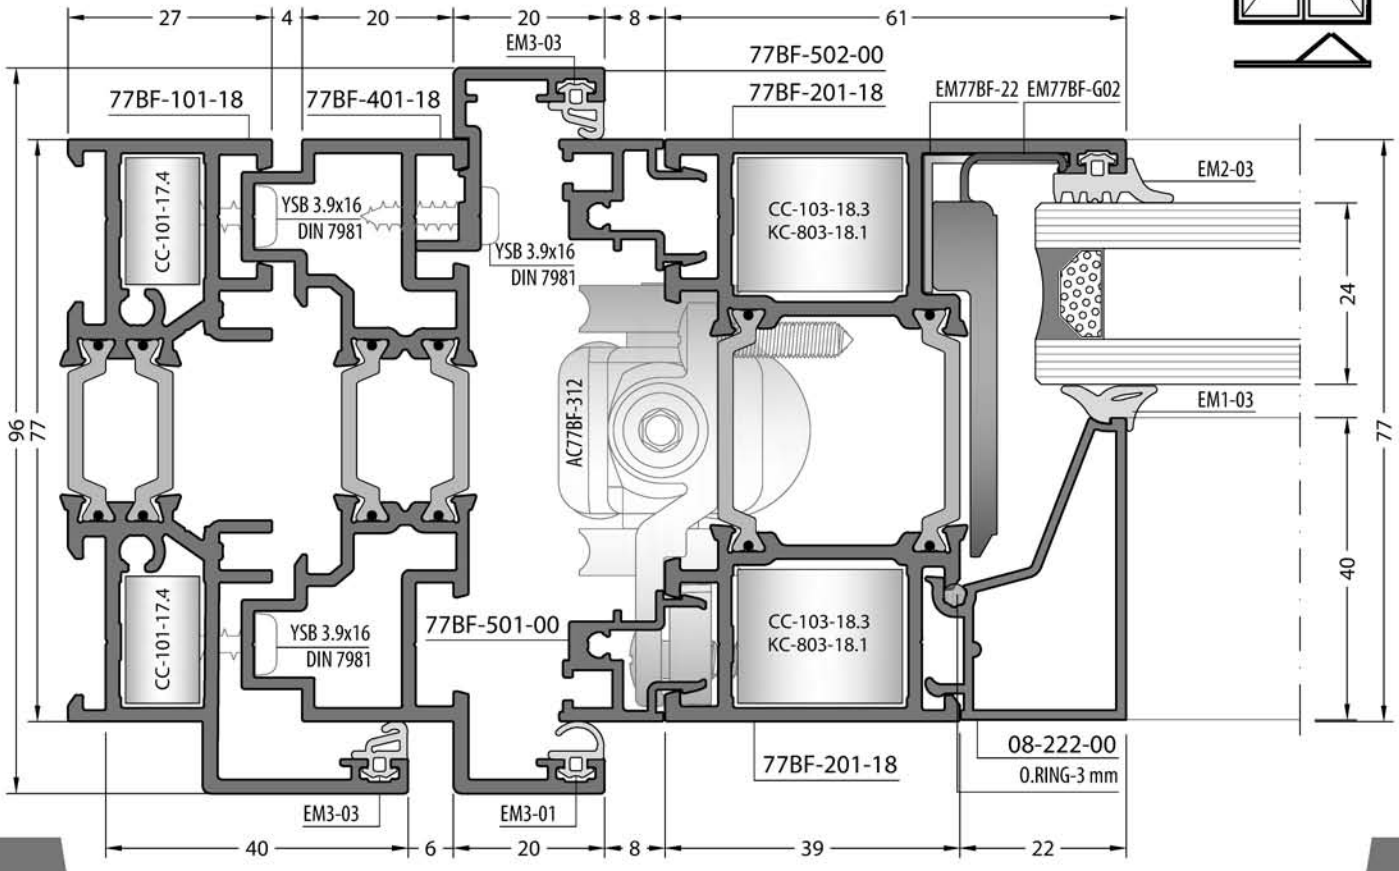 27
4
20
20
8
61
EM3-03
77BF-502-00
77BF-101-18
77BF-401-18
77BF-201-18
EM77BF-22
EM77BF-G02
CC-101-17.4
YSB 3.9x16
DIN 7981
YSB 3.9x16
DIN 7981
CC-103-18.3
KC-803-18.1
EM2-03
24
96
77
AC77BF-312
EM1-03
77
40
CC-101-17.4
YSB 3.9x16
DIN 7981
77BF-501-00
CC-103-18.3
KC-803-18.1
77BF-201-18
08-222-00
O.RING-3 mm
EM3-03
EM3-01
40
6
20
8
39
22